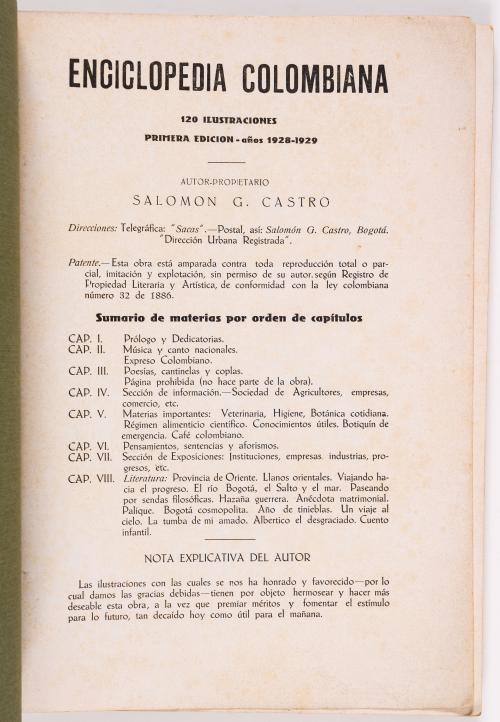 ENCICLOPEDIA COLOMBIANA
120 ILUSTRACIONES
PRIMERA EDICION - años 1928-1929
AUTOR-PROPIETARIO
SALOMON G. CASTRO
Direcciones: Telegráfica: "Sacas".—Postal, así: Salomón G. Castro, Bogotá.
"Dirección Urbana Registrada".
Patente.—Esta obra está amparada contra toda reproducción total o par-
cial, imitación y explotación, sin permiso de su autor. según Registro de
Propiedad Literaria y Artística, de conformidad con la ley colombiana
número 32 de 1886.
Sumario de materias por orden de capítulos
CAP. I. Prólogo y Dedicatorias.
CAP. II. Música y canto nacionales.
Expreso Colombiano.
CAP. III. Poesías, cantinelas y coplas.
Página prohibida (no hace parte de la obra).
CAP. IV. Sección de información.—Sociedad de Agricultores, empresas,
comercio, etc.
CAP. V. Materias importantes: Veterinaria, Higiene, Botánica cotidiana.
Régimen alimenticio científico. Conocimientos útiles. Botiquín de
emergencia. Café colombiano.
CAP. VI. Pensamientos, sentencias y aforismos.
CAP. VII. Sección de Exposiciones: Instituciones, empresas. industrias, pro-
gresos, etc.
CAP. VIII. Literatura: Provincia de Oriente. Llanos orientales. Viajando ha-
cia el progreso. El río Bogotá, el Salto y el mar. Paseando
por sendas filosóficas. Hazaña guerrera. Anécdota matrimonial.
Palique. Bogotá cosmopolita. Año de tinieblas. Un viaje al
cielo. La tumba de mi amado. Albertico el desgraciado. Cuento
infantil.
NOTA EXPLICATIVA DEL AUTOR
Las ilustraciones con las cuales se nos ha honrado y favorecido—por lo
cual damos las gracias debidas—tienen por objeto hermosear y hacer más
deseable esta obra, a la vez que premiar méritos y fomentar el estímulo
para lo futuro, tan decaído hoy como útil para el mañana.